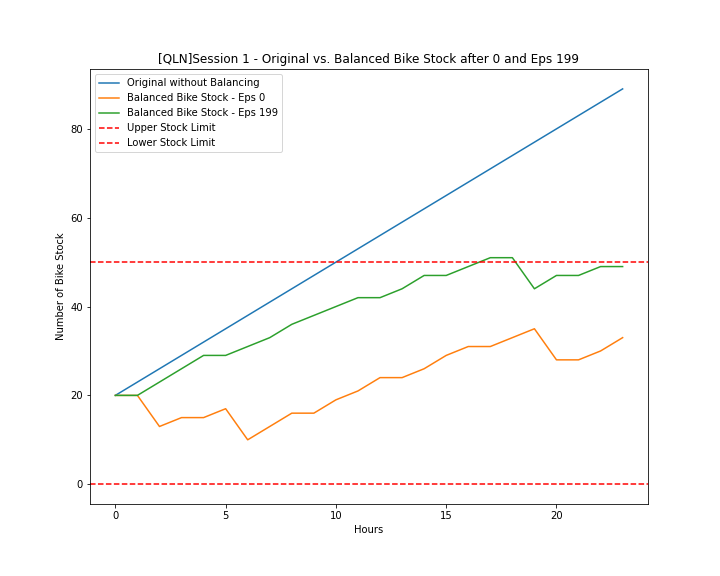 [QLN]Session 1 - Original vs. Balanced Bike Stock after 0 and Eps 199
Original without Balancing
Balanced Bike Stock - Eps 0
Balanced Bike Stock - Eps 199
Upper Stock Limit
Lower Stock Limit
80
60
40
20
0
Number of Bike Stock
0 5 10 15 20
Hours